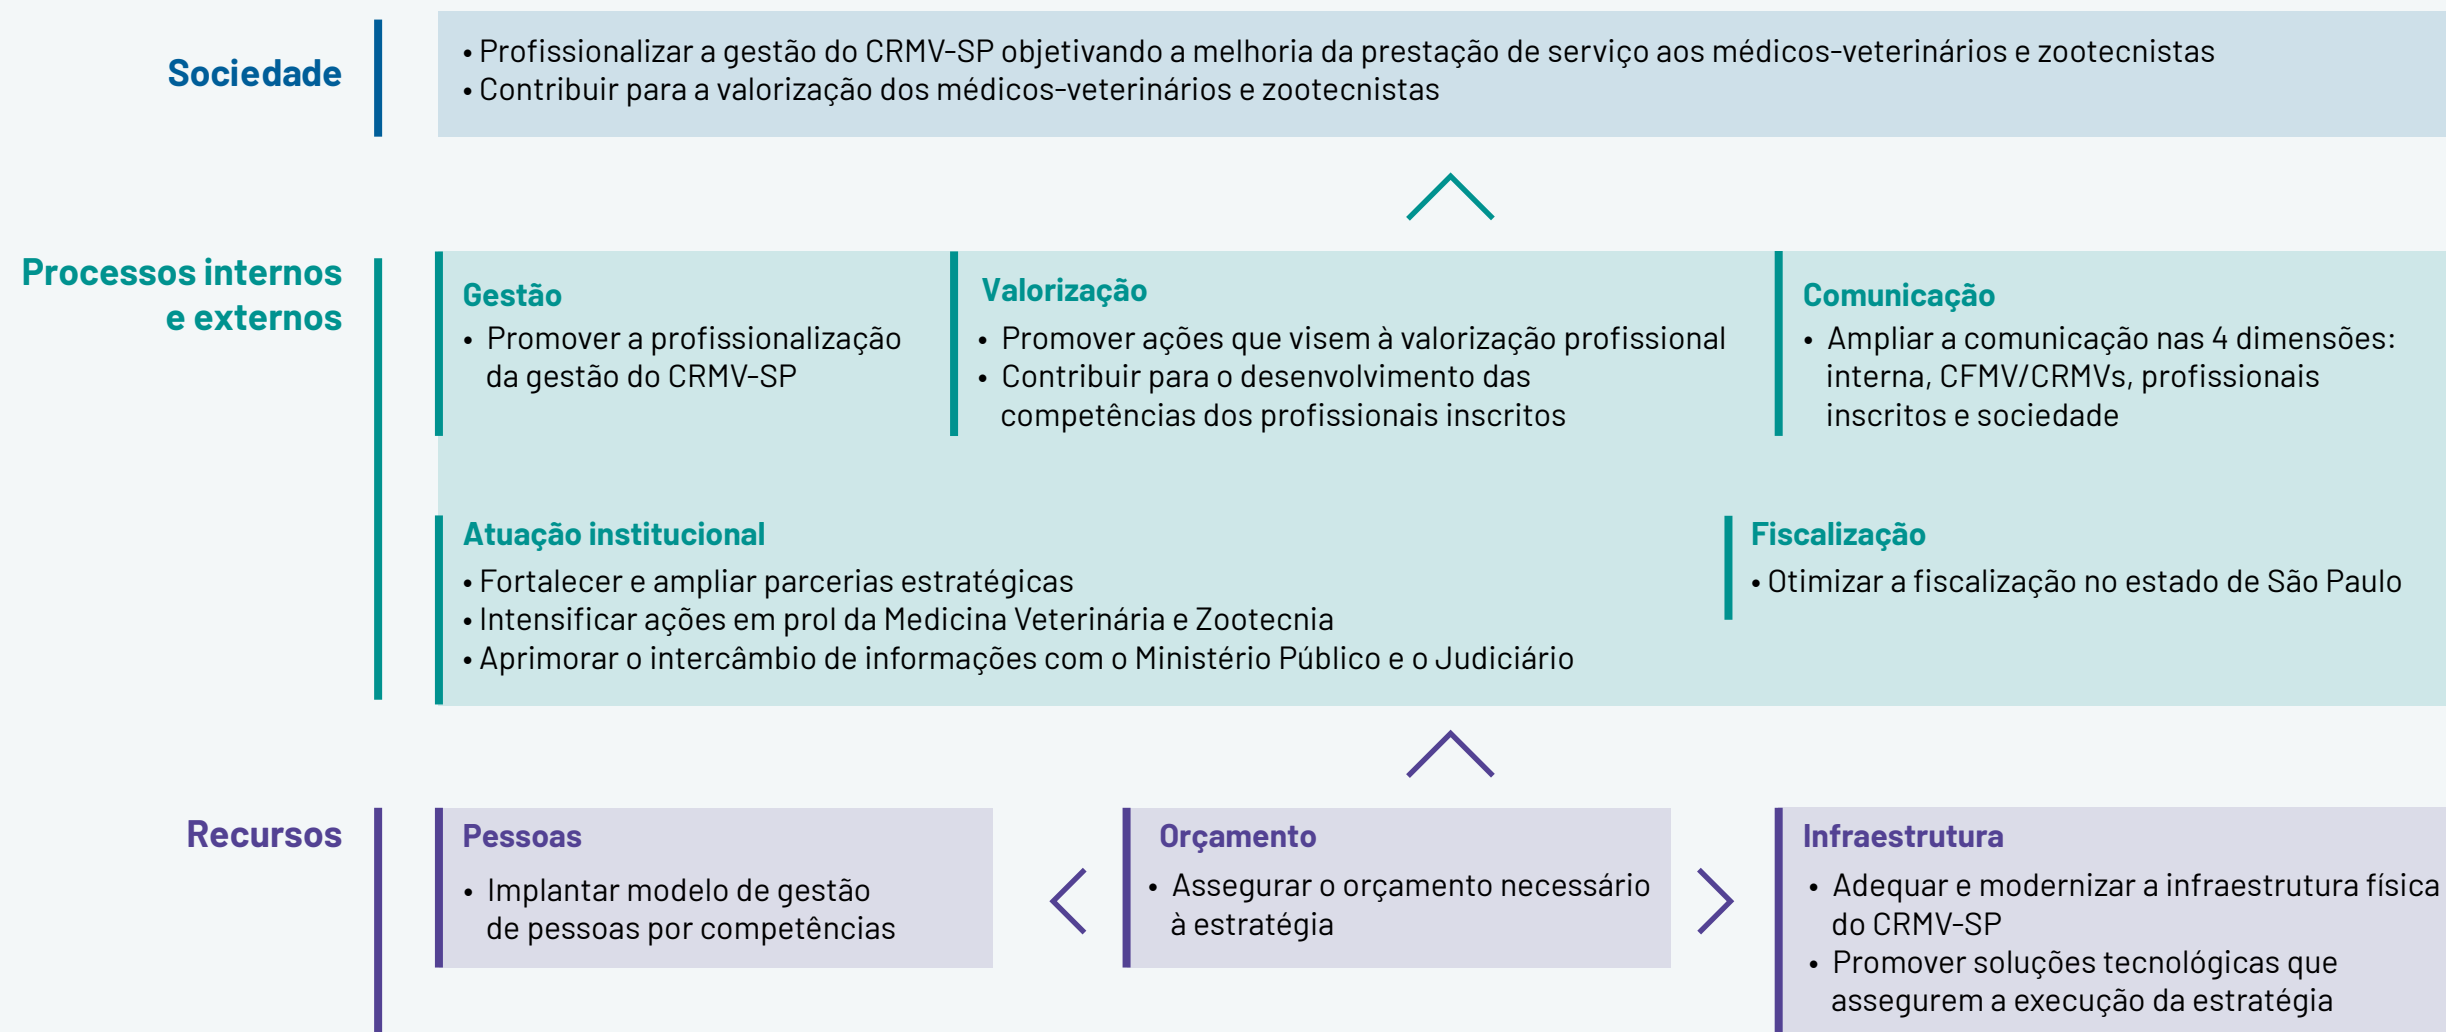 Sociedade
• Profissionalizar a gestão do CRMV-SP objetivando a melhoria da prestação de serviço aos médicos-veterinários e zootecnistas
• Contribuir para a valorização dos médicos-veterinários e zootecnistas
Processos internos
e externos
Gestão
• Promover a profissionalização
da gestão do CRMV-SP
Valorização
• Promover ações que visem à valorização profissional
• Contribuir para o desenvolvimento das
competências dos profissionais inscritos
Comunicação
• Ampliar a comunicação nas 4 dimensões:
interna, CFMV/CRMVs, profissionais
inscritos e sociedade
Atuação institucional
• Fortalecer e ampliar parcerias estratégicas
• Intensificar ações em prol da Medicina Veterinária e Zootecnia
• Aprimorar o intercâmbio de informações com o Ministério Público e o Judiciário
Fiscalização
• Otimizar a fiscalização no estado de São Paulo
Recursos
Pessoas
• Implantar modelo de gestão
de pessoas por competências
Orçamento
• Assegurar o orçamento necessário
à estratégia
Infraestrutura
• Adequar e modernizar a infraestrutura física
do CRMV-SP
• Promover soluções tecnológicas que
assegurem a execução da estratégia